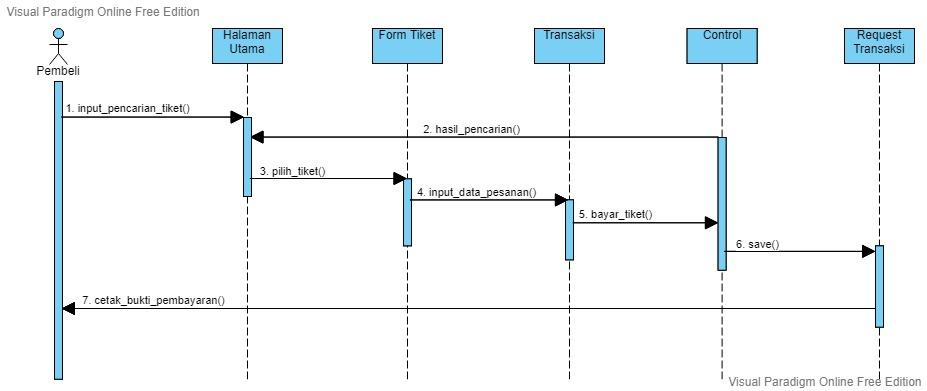 Visual Paradigm Online Free Edition
Halaman
Utama
Form Tiket
Transaksi
Control
Request
Transaksi
Pembeli
1. input_pencarian_tiket()
2. hasil_pencarian()
3. pilih_tiket()
4. input_data_pesanan()
5. bayar_tiket()
6. save()
7. cetak_bukti_pembayaran()
Visual Paradigm Online Free Edition